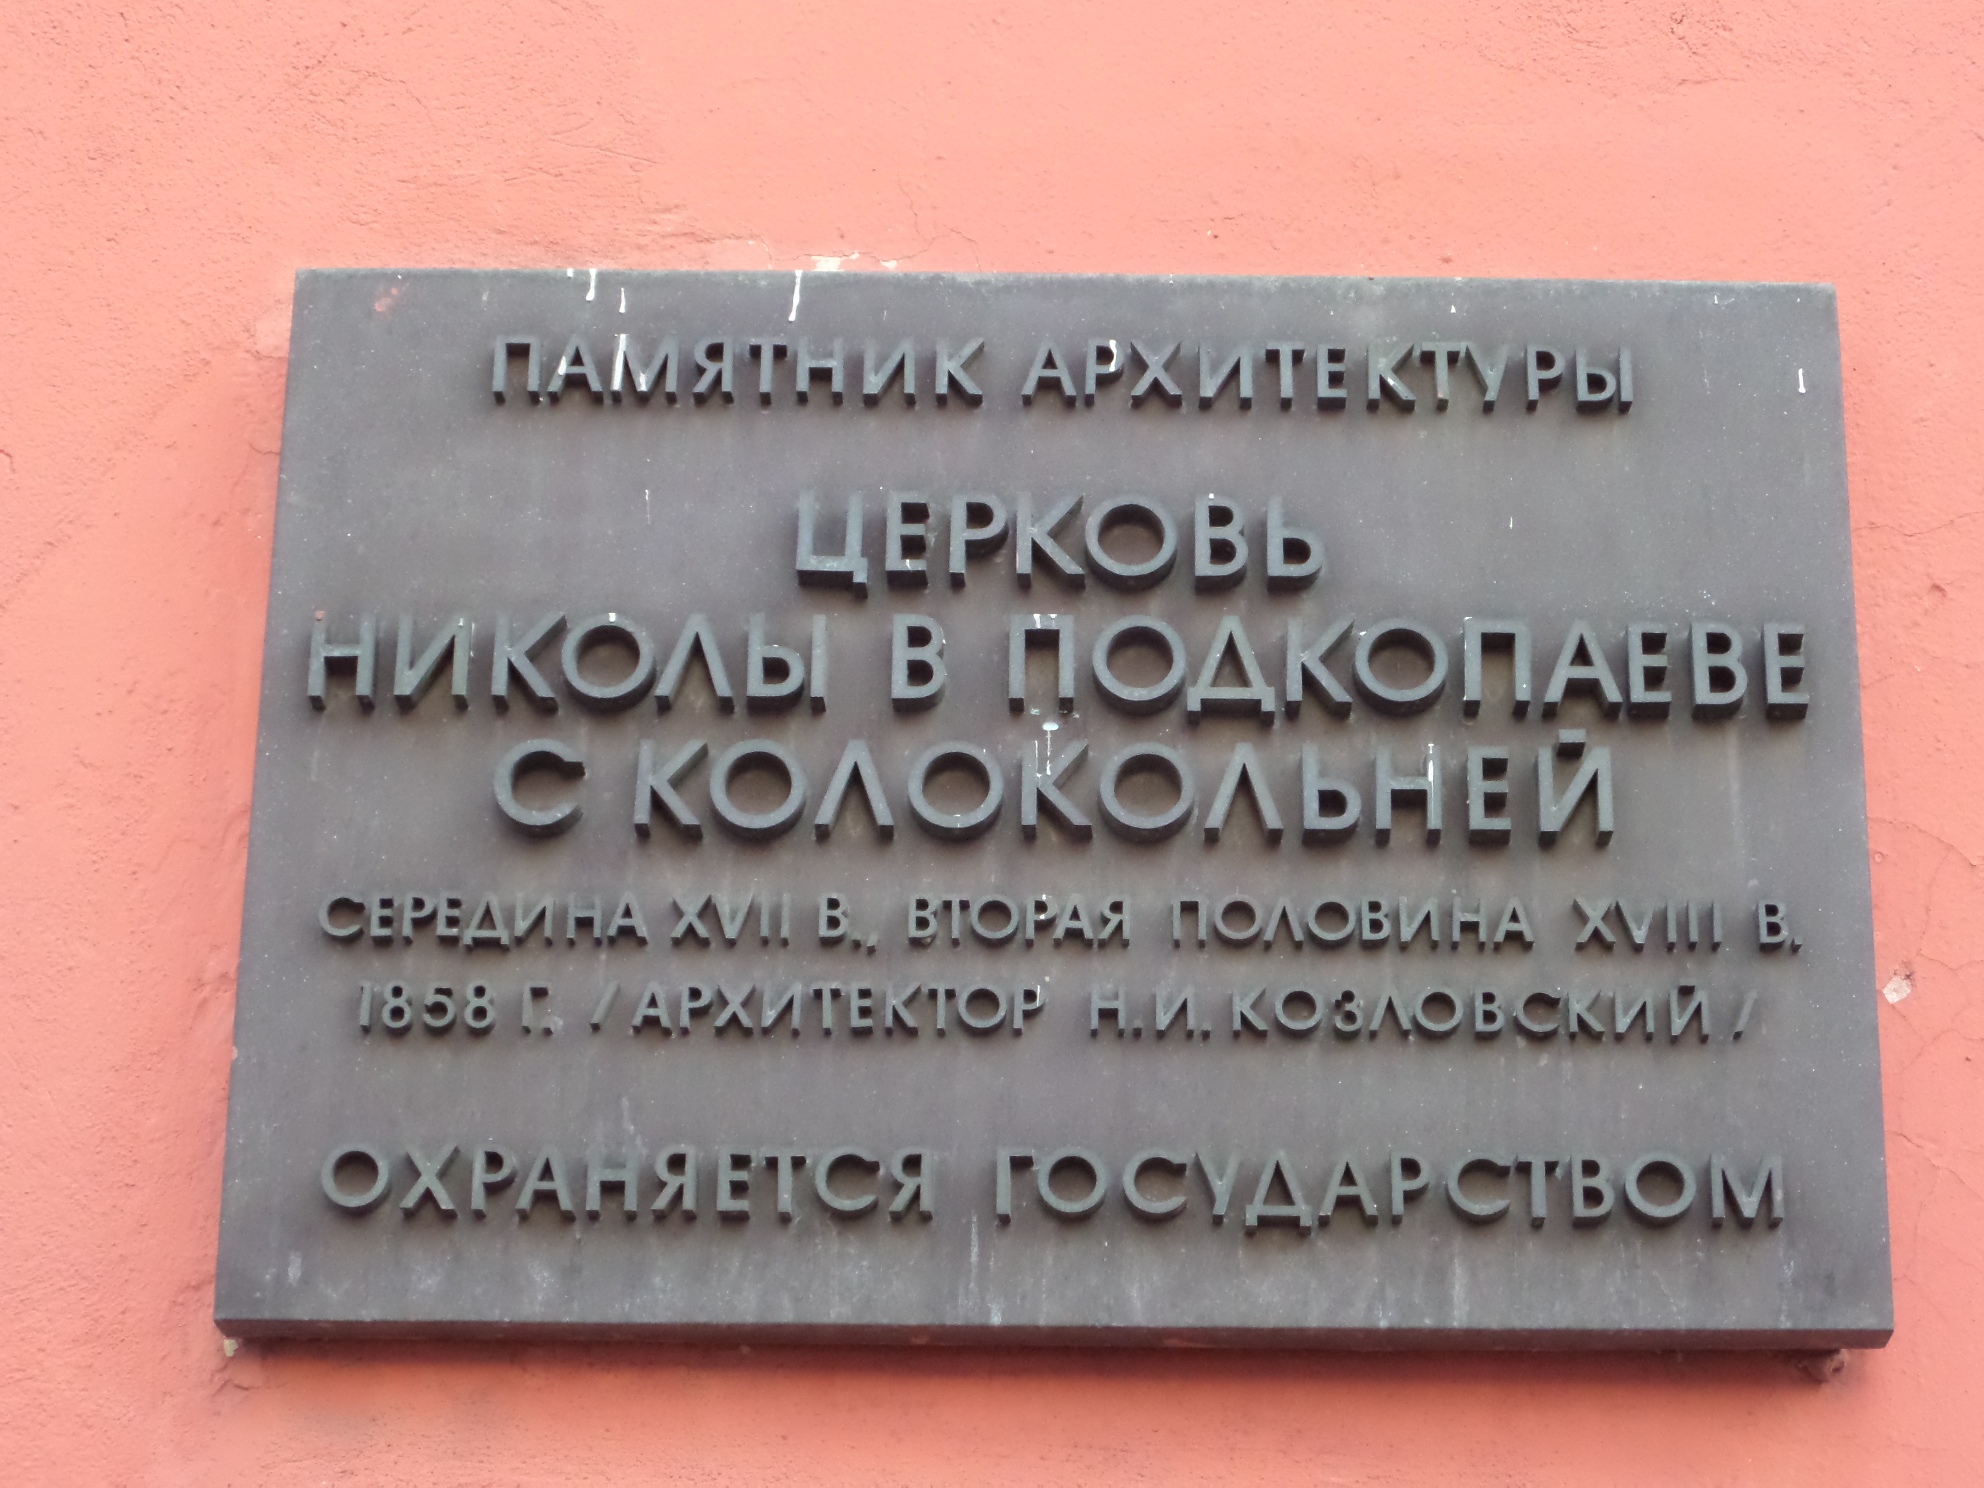 ПАМЯТНИК АРХИТЕКТУРЫ
ЦЕРКОВЬ
НИКОЛЫ В ПОДКОПАЕВЕ
С КОЛОКОЛЬНЕЙ
СЕРЕДИНА XVII В., ВТОРАЯ ПОЛОВИНА XVIII В.
1858 Г. /АРХИТЕКТОР Н.И. КОЗЛОВСКИЙ/
ОХРАНЯЕТСЯ ГОСУДАРСТВОМ